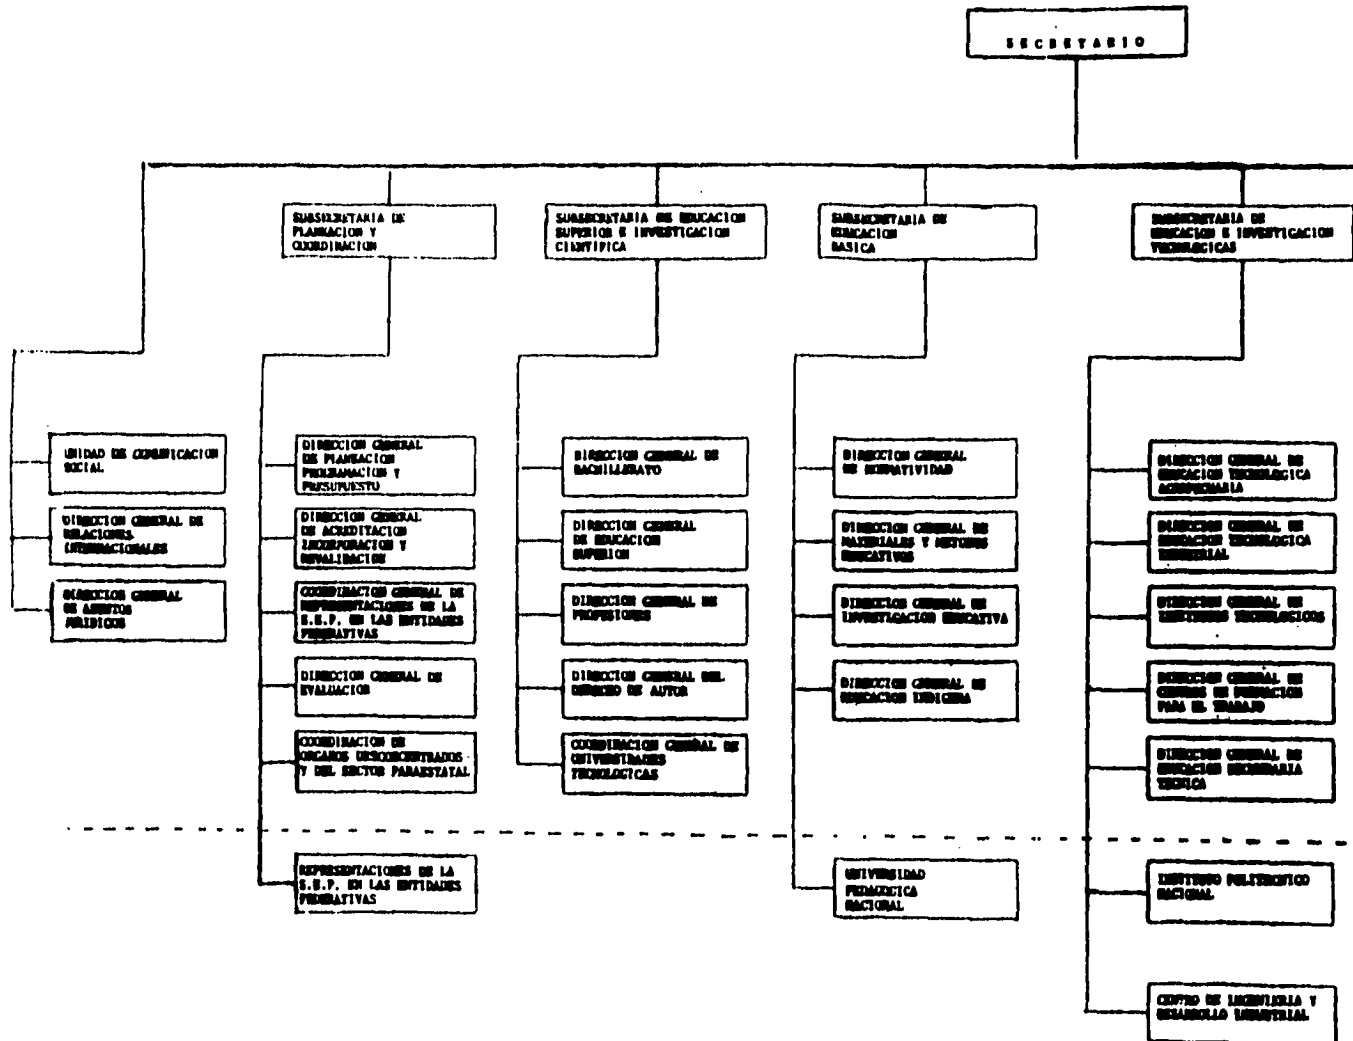 SECRETARIO
SUBSECRETARIA DE
PLANEACION Y
COORDINACION
SUBSECRETARIA DE EDUCACION
SUPERIOR E INVESTIGACION
CIENTIFICA
SUBSECRETARIA DE
EDUCACION
BASICA
SUBSECRETARIA DE
EDUCACION E INVESTIGACION
TECNOLOGICAS
UNIDAD DE COMUNICACION
SOCIAL
DIRECCION GENERAL DE
RELACIONES
INTERNACIONALES
DIRECCION GENERAL
DE ASUNTOS
JURIDICOS
DIRECCION GENERAL
DE PLANEACION
PROGRAMACION Y
PRESUPUESTO
DIRECCION GENERAL
DE ACREDITACION
INCORPORACION Y
REVALIDACION
COORDINACION GENERAL DE
REPRESENTACIONES DE LA
S.E.P. EN LAS ENTIDADES
FEDERATIVAS
DIRECCION GENERAL DE
EVALUACION
COORDINACION DE
ORGANOS DESCONCENTRADOS
Y DEL SECTOR PARAESTATAL
REPRESENTACIONES DE LA
S.E.P. EN LAS ENTIDADES
FEDERATIVAS
DIRECCION GENERAL DE
BACHILLERATO
DIRECCION GENERAL
DE EDUCACION
SUPERIOR
DIRECCION GENERAL DE
PROFESIONES
DIRECCION GENERAL DEL
DERECHO DE AUTOR
COORDINACION GENERAL DE
UNIVERSIDADES
TECNOLOGICAS
DIRECCION GENERAL
DE NORMATIVIDAD
DIRECCION GENERAL DE
MATERIALES Y METODOS
EDUCATIVOS
DIRECCION GENERAL DE
INVESTIGACION EDUCATIVA
DIRECCION GENERAL DE
EDUCACION INDIGENA
UNIVERSIDAD
PEDAGOGICA
NACIONAL
DIRECCION GENERAL DE
EDUCACION TECNOLOGICA
AGROPECUARIA
DIRECCION GENERAL DE
EDUCACION TECNOLOGICA
INDUSTRIAL
DIRECCION GENERAL DE
INSTITUTOS TECNOLOGICOS
DIRECCION GENERAL DE
CENTROS DE FORMACION
PARA EL TRABAJO
DIRECCION GENERAL DE
EDUCACION SECUNDARIA
TECNICA
INSTITUTO POLITECNICO
NACIONAL
CENTRO DE INGENIERIA Y
DESARROLLO INDUSTRIAL